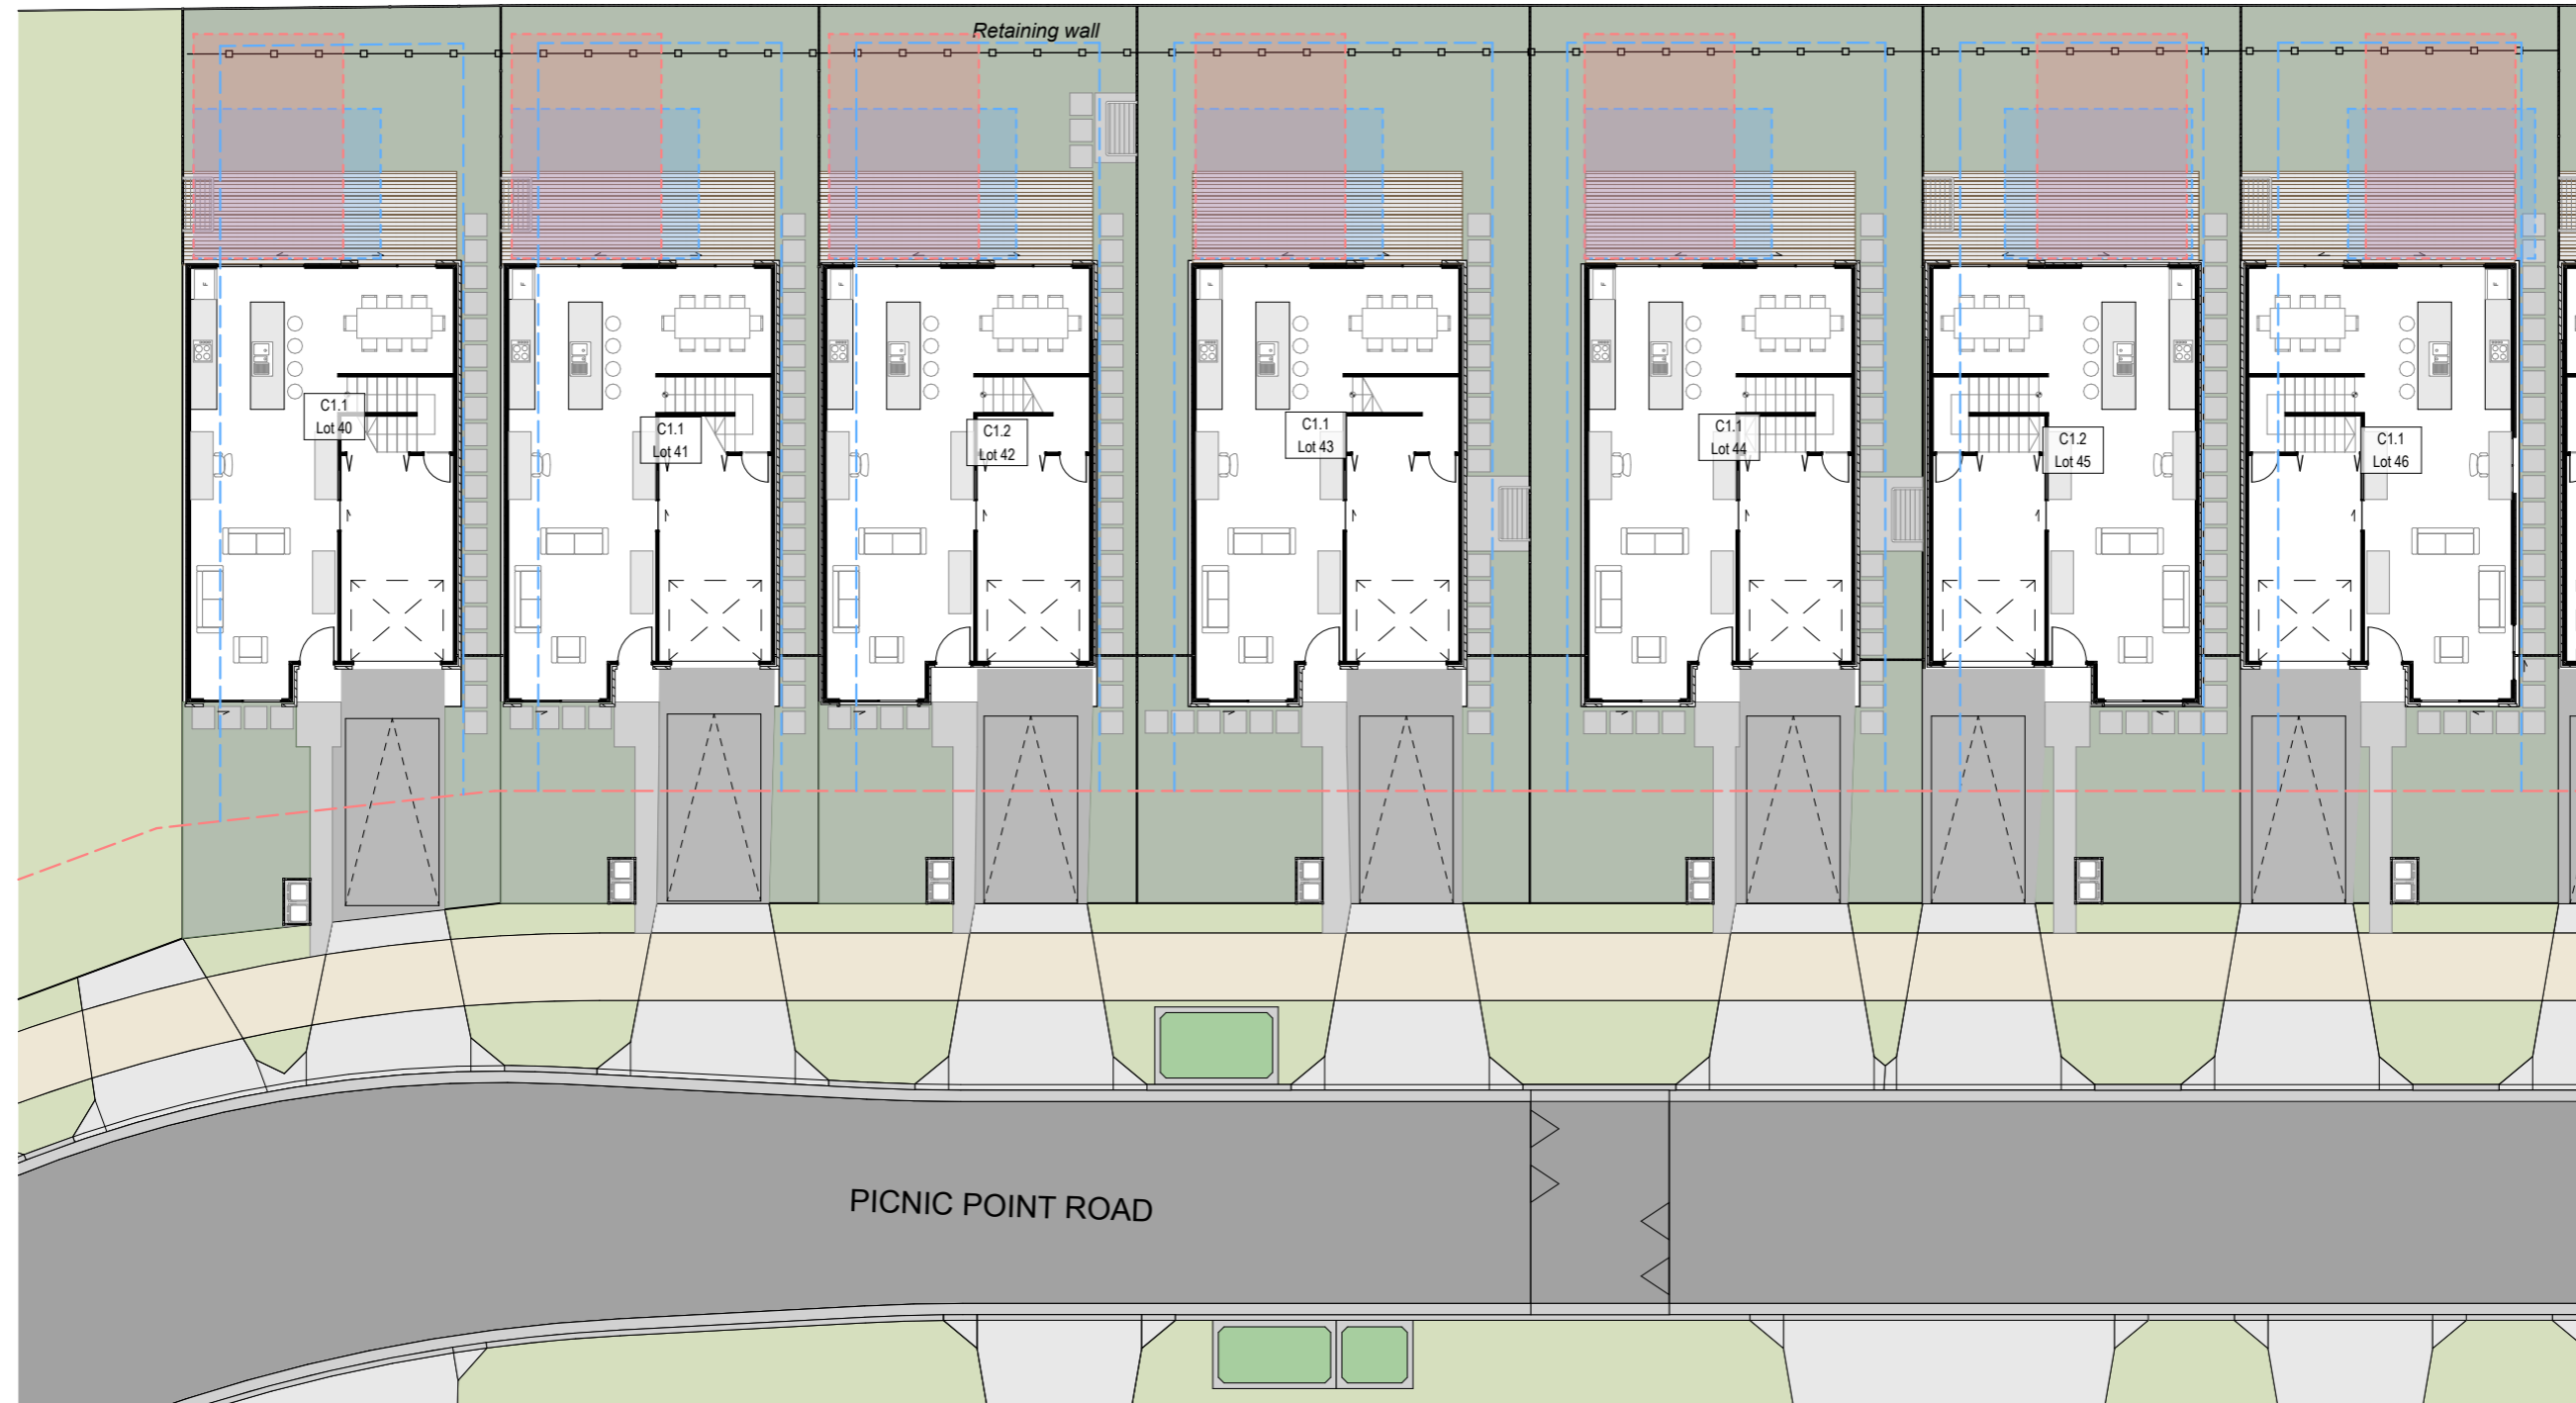 Retaining wall
C1.1
Lot 40
C1.1
Lot 41
C1.2
Lot 42
C1.1
Lot 43
C1.1
Lot 44
C1.2
Lot 45
C1.1
Lot 46
F
F
F
F
F
F
F
PICNIC POINT ROAD